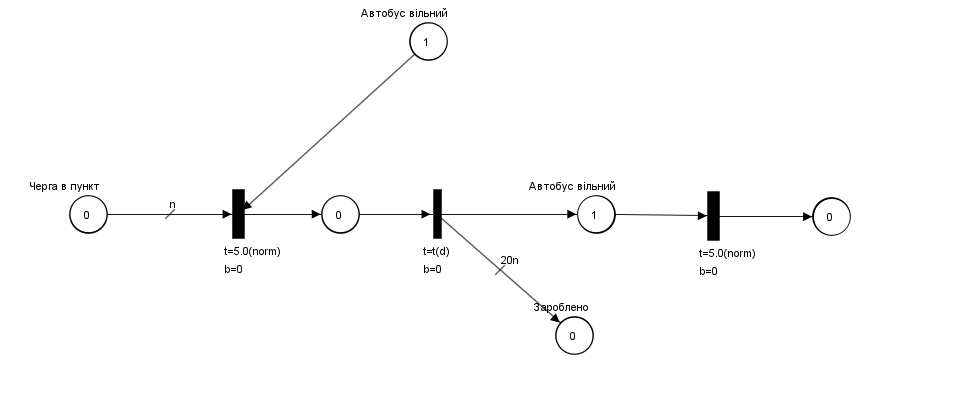 Автобус вільний
1
Черга в пункт
0
n
t=5.0(norm)
b=0
0
t=t(d)
b=0
20n
Автобус вільний
1
Зароблено
0
t=5.0(norm)
b=0
0